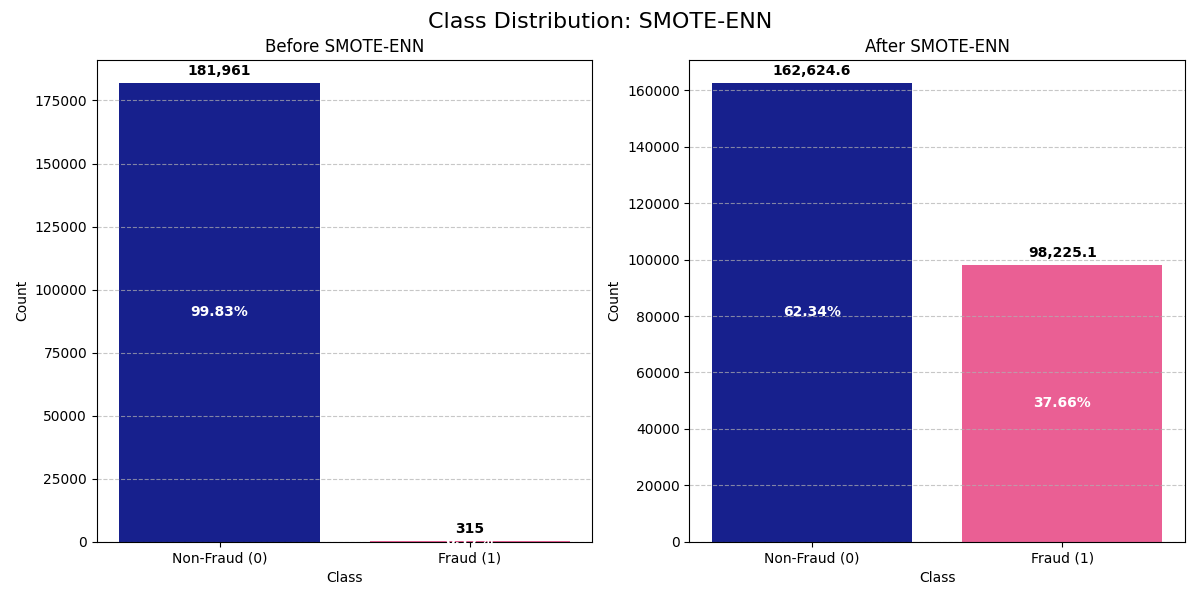 Class Distribution: SMOTE-ENN
Before SMOTE-ENN
181,961
175000
150000
125000
100000
75000
50000
25000
0
Count
99.83%
315
Non-Fraud (0)
Fraud (1)
Class
After SMOTE-ENN
162,624.6
160000
140000
120000
100000
80000
60000
40000
20000
0
Count
62.34%
98,225.1
37.66%
Non-Fraud (0)
Fraud (1)
Class